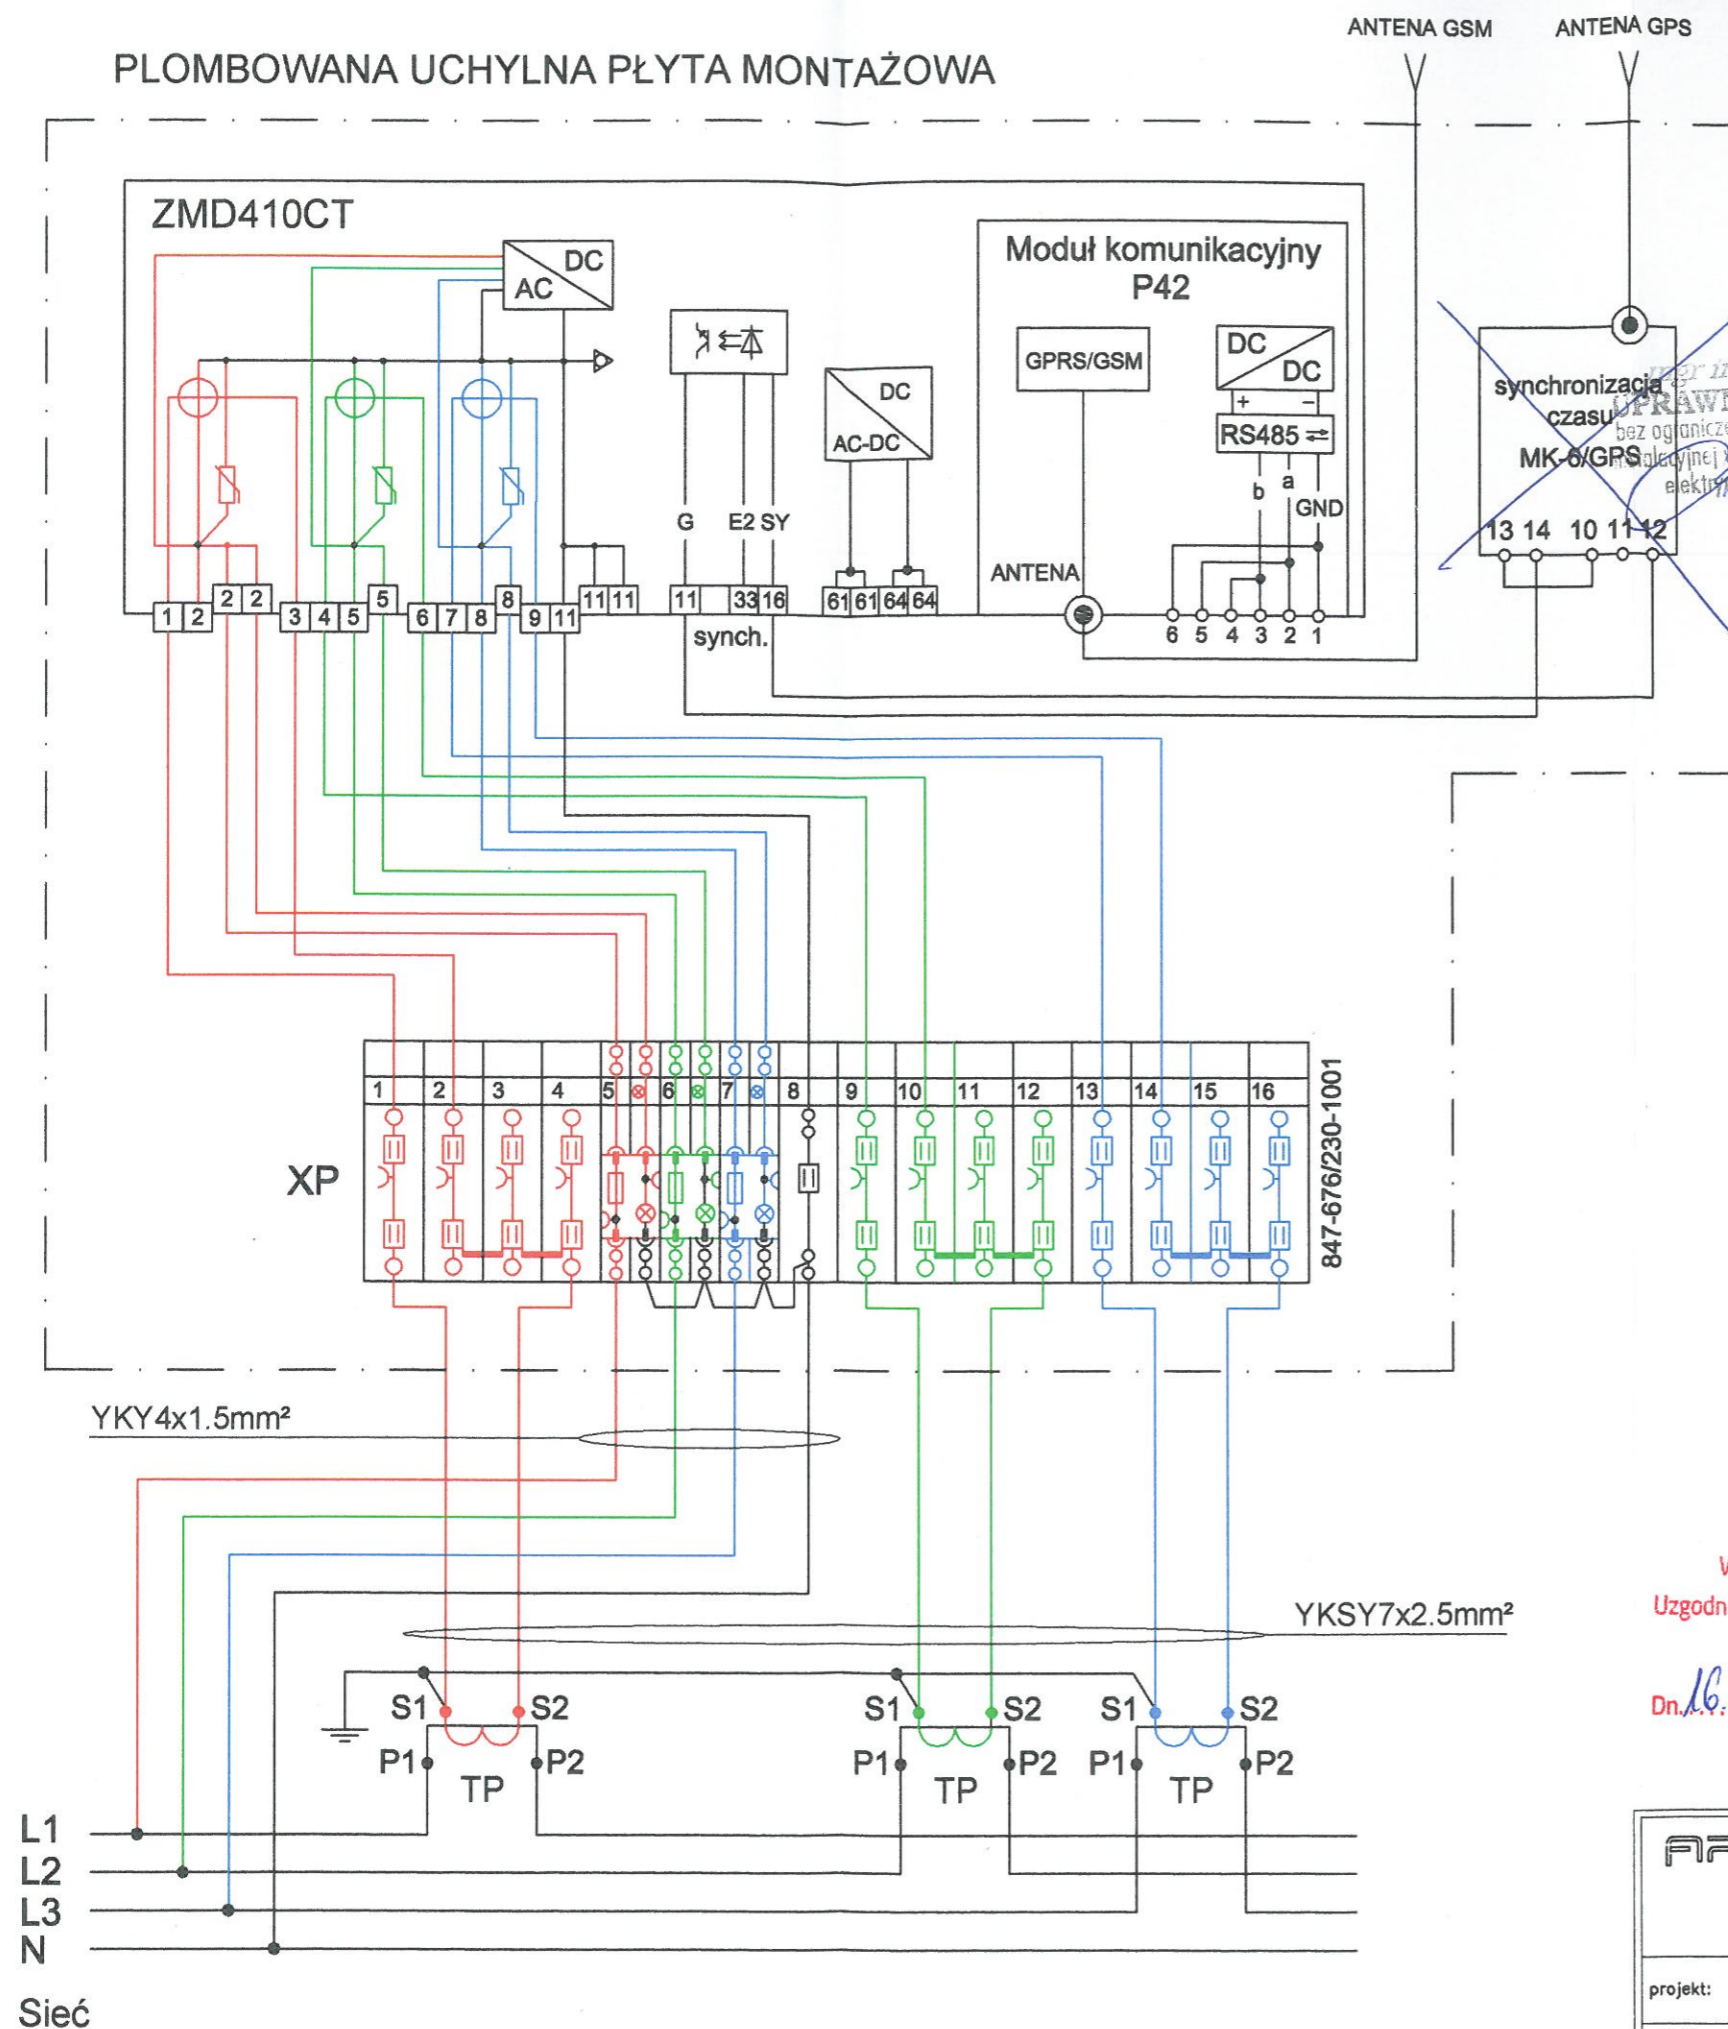 ANTENA GSM ANTENA GPS
PLOMBOWANA UCHYLNA PŁYTA MONTAŻOWA
ZMD410CT
DC
AC
Moduł komunikacyjny
P42
GPRS/GSM
DC
DC
+ −
RS485
b a GND
DC
AC-DC
G E2 SY
ANTENA
synchronizacja
czasu
MK-6/GPS
bez
13 14 10 11 12
2 2 5 8 11 11
1 2 3 4 5 6 7 8 9 11
11 33 16
61 61 64 64
synch.
6 5 4 3 2 1
1 2 3 4 5 6 7 8 9 10 11 12 13 14 15 16
XP
847-676/230-1001
YKY4x1.5mm²
YKSY7x2.5mm²
Dn. 16.
S1 S2 S1 S2 S1 S2
P1 P2 P1 P2 P1 P2
TP TP TP
L1
L2
L3
N
Sieć
projekt: